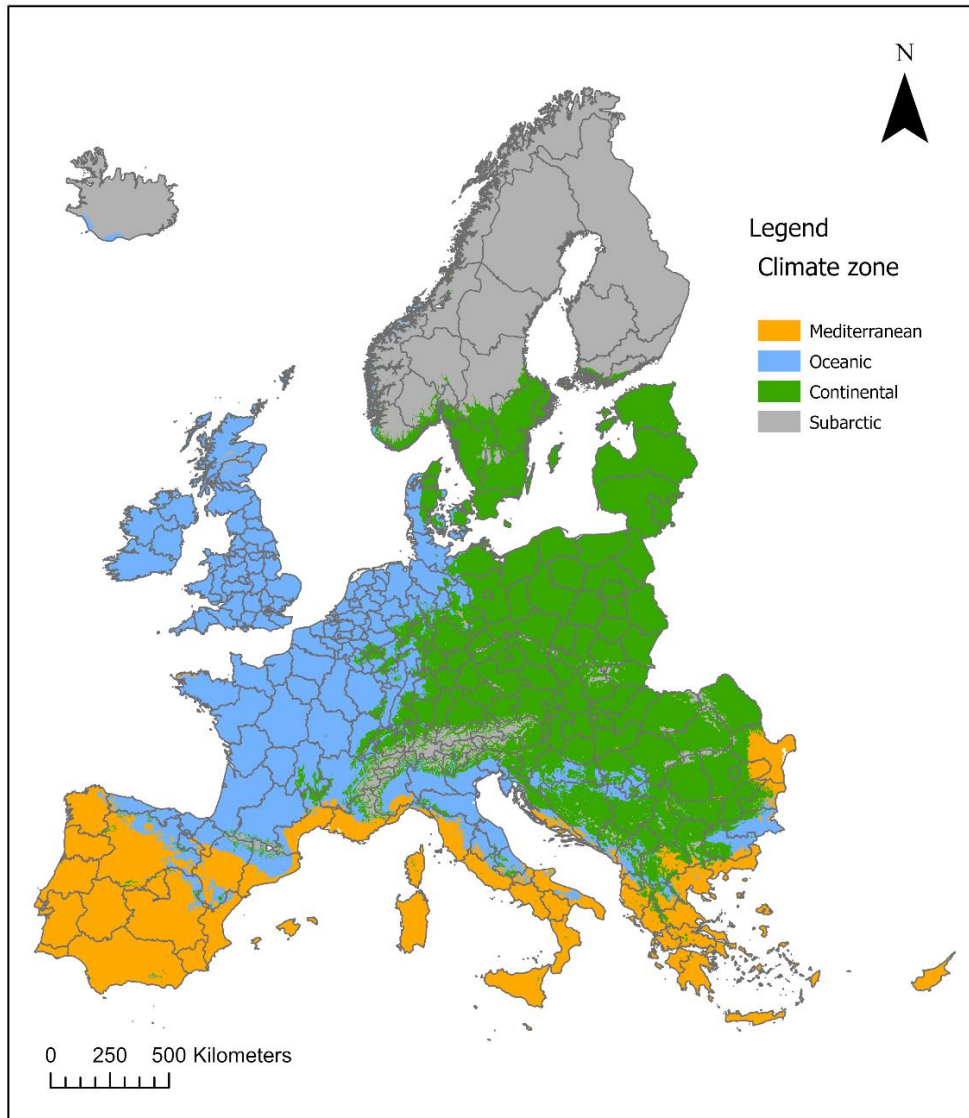 N
Legend
Climate zone
Mediterranean
Oceanic
Continental
Subarctic
0 250 500 Kilometers